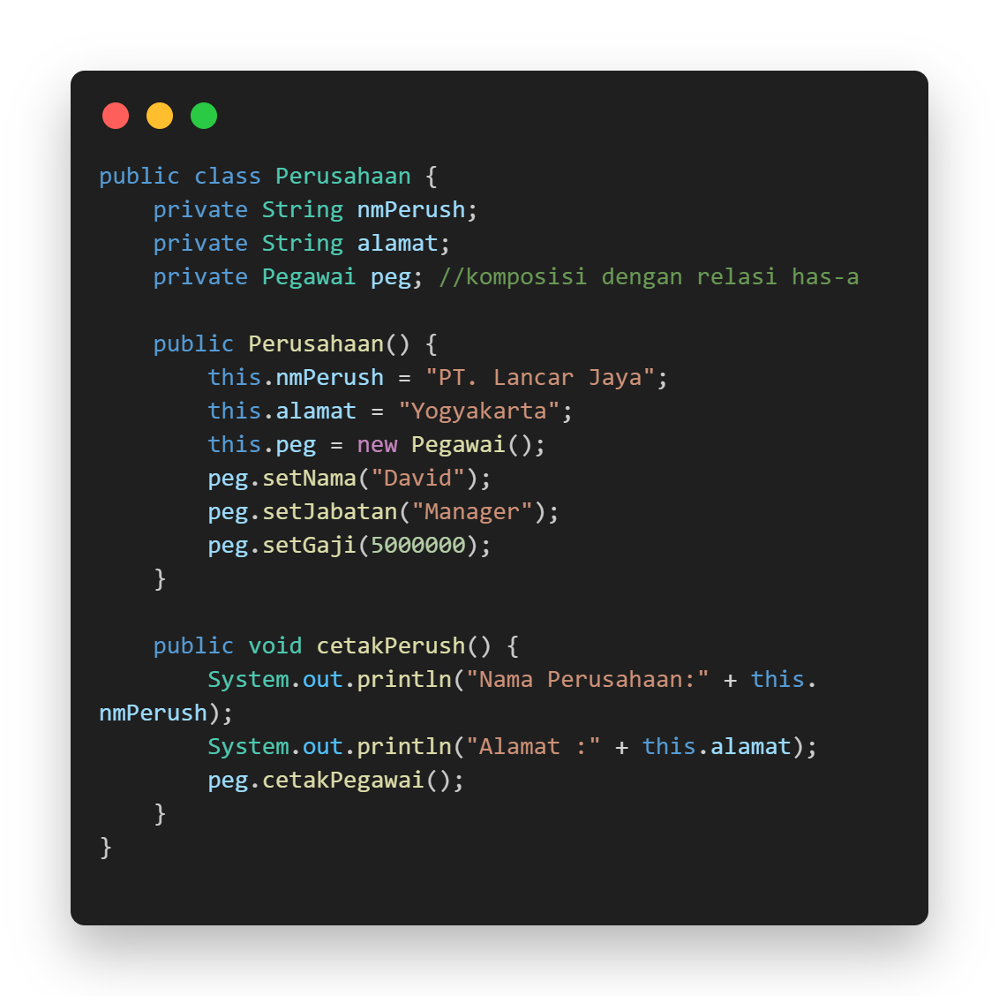 public class Perusahaan {
    private String nmPerush;
    private String alamat;
    private Pegawai peg; //komposisi dengan relasi has-a

    public Perusahaan() {
        this.nmPerush = "PT. Lancar Jaya";
        this.alamat = "Yogyakarta";
        this.peg = new Pegawai();
        peg.setNama("David");
        peg.setJabatan("Manager");
        peg.setGaji(5000000);
    }

    public void cetakPerush() {
        System.out.println("Nama Perusahaan:" + this.
nmPerush);
        System.out.println("Alamat :" + this.alamat);
        peg.cetakPegawai();
    }
}